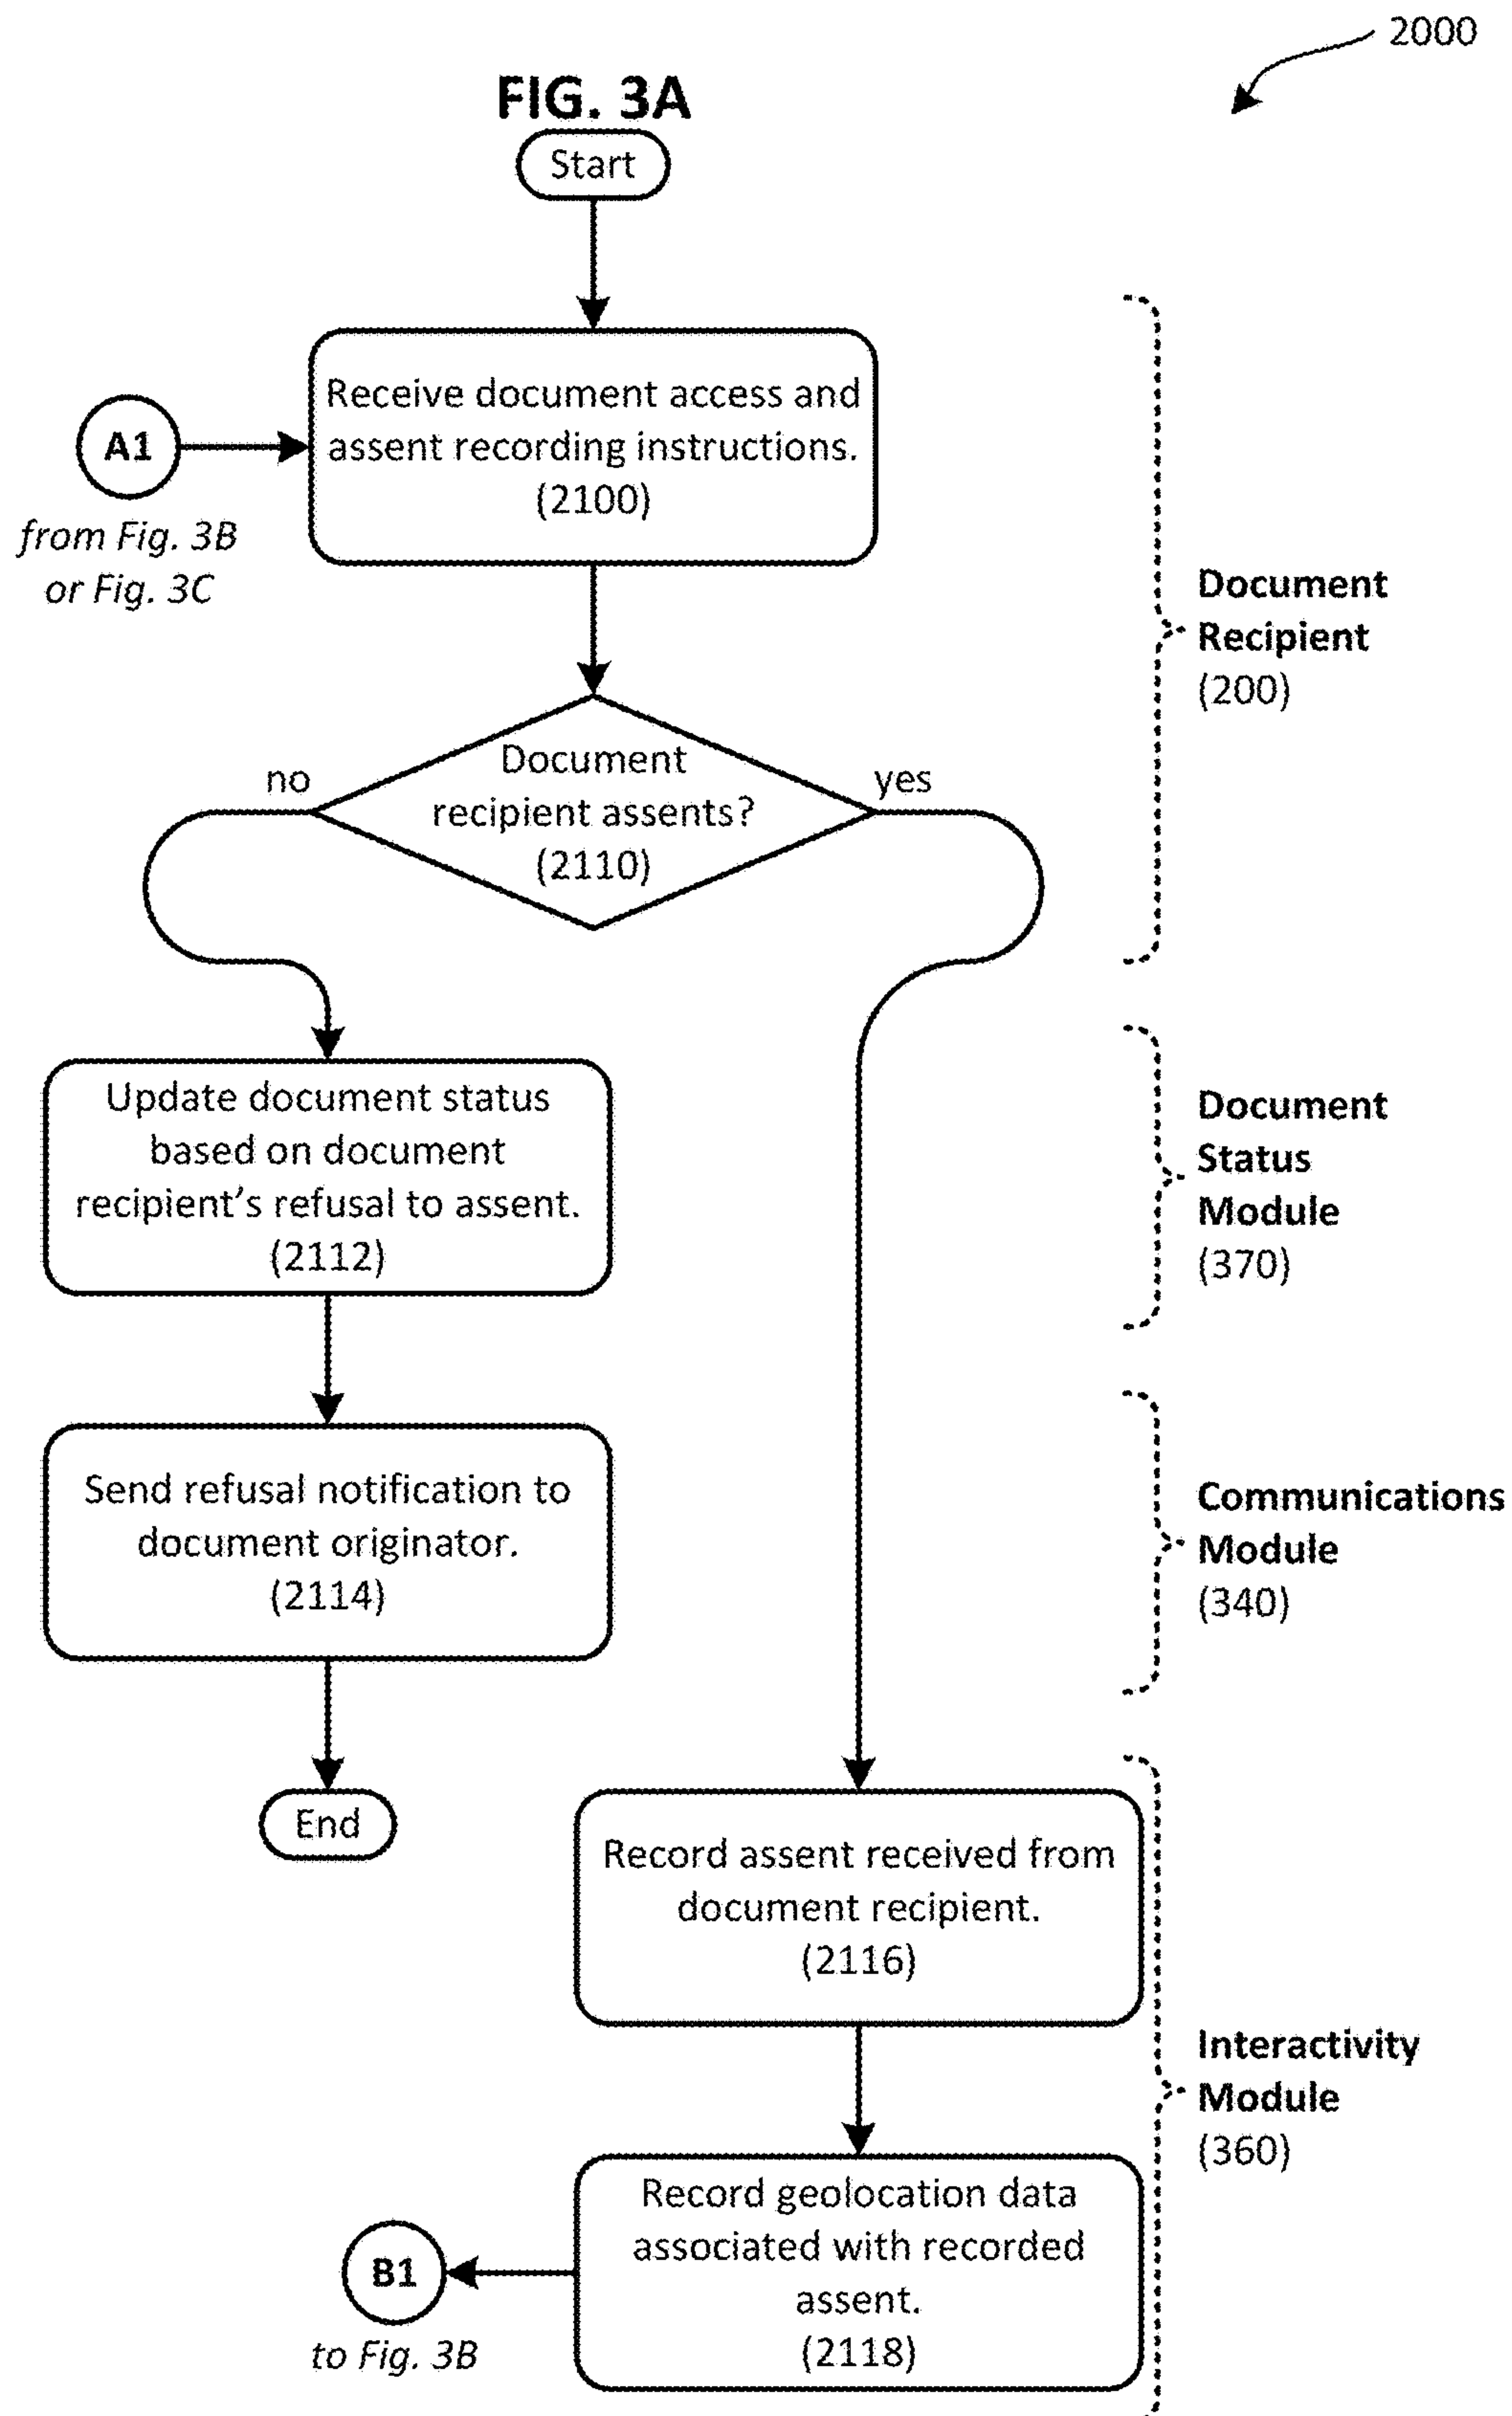 2000
FIG. 3A
Start
Receive document access and
assent recording instructions.
(2100)
A1
from Fig. 3B
or Fig. 3C
Document
Recipient
(200)
no
Document
recipient assents?
(2110)
yes
Update document status
based on document
recipient's refusal to assent.
(2112)
Document
Status
Module
(370)
Send refusal notification to
document originator.
(2114)
Communications
Module
(340)
End
Record assent received from
document recipient.
(2116)
Interactivity
Module
(360)
Record geolocation data
associated with recorded
assent.
(2118)
B1
to Fig. 3B